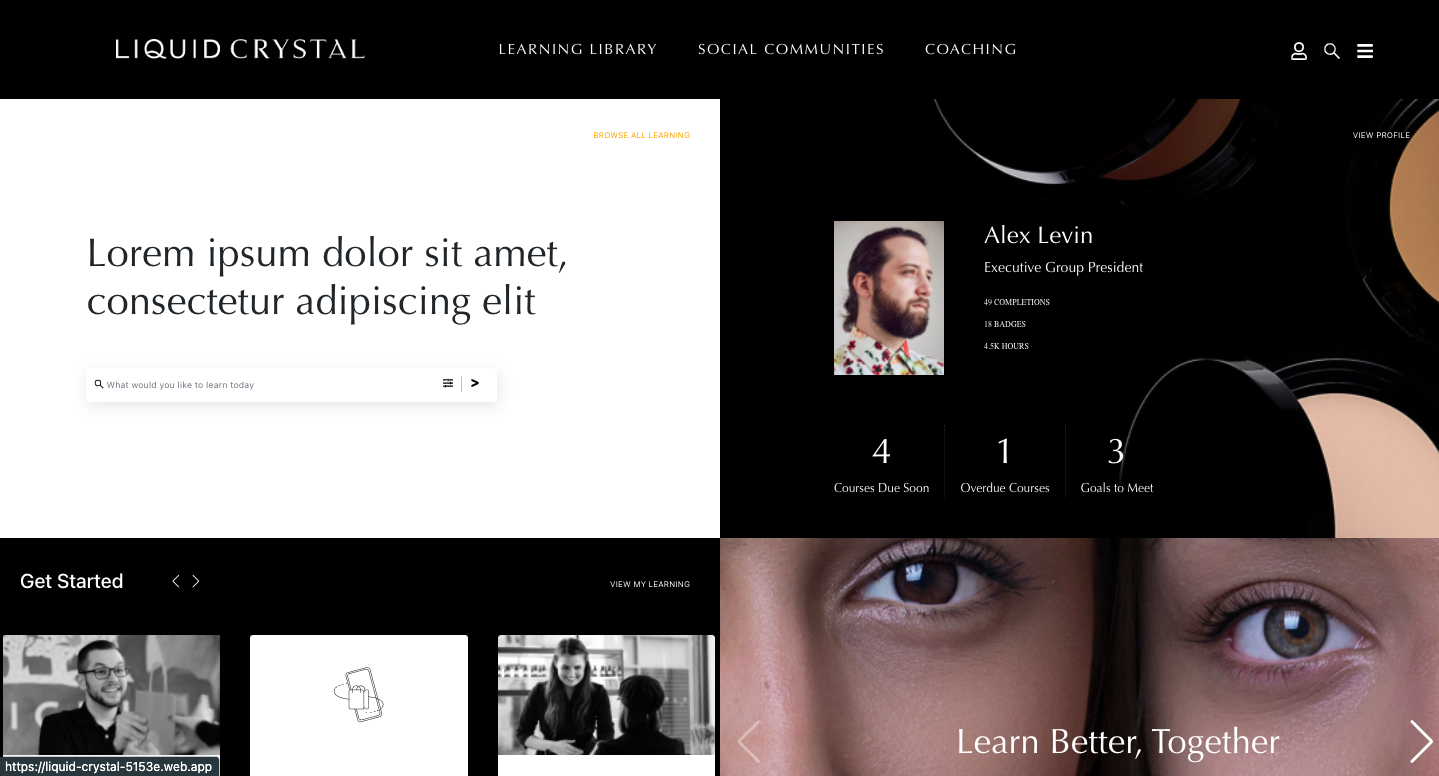 LIQUID CRYSTAL
LEARNING LIBRARY
SOCIAL COMMUNITIES
COACHING
BROWSE ALL LEARNING
Lorem ipsum dolor sit amet,
consectetur adipiscing elit
What would you like to learn today
VIEW PROFILE
Alex Levin
Executive Group President
49 COMPLETIONS
18 BADGES
4.5K HOURS
4
Courses Due Soon
1
Overdue Courses
3
Goals to Meet
Get Started
VIEW MY LEARNING
Learn Better, Together
https://liquid-crystal-5153e.web.app